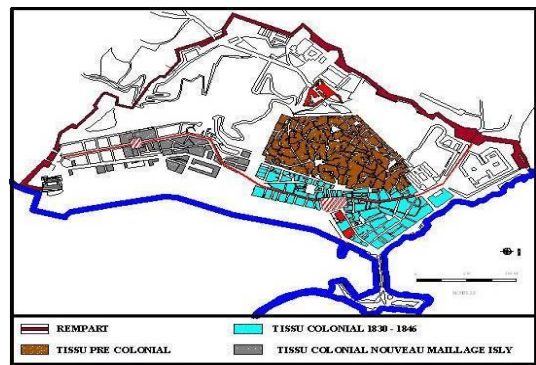 REMPART
TISSU COLONIAL 1830 - 1846
TISSU PRE COLONIAL
TISSU COLONIAL NOUVEAU MAILLAGE ISLY